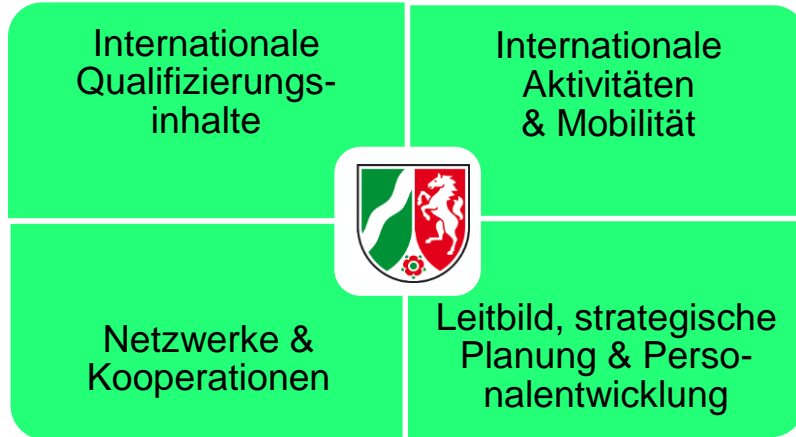 Internationale
Qualifizierungs-
inhalte
Internationale
Aktivitäten
& Mobilität
Netzwerke &
Kooperationen
Leitbild, strategische
Planung & Perso-
nalentwicklung